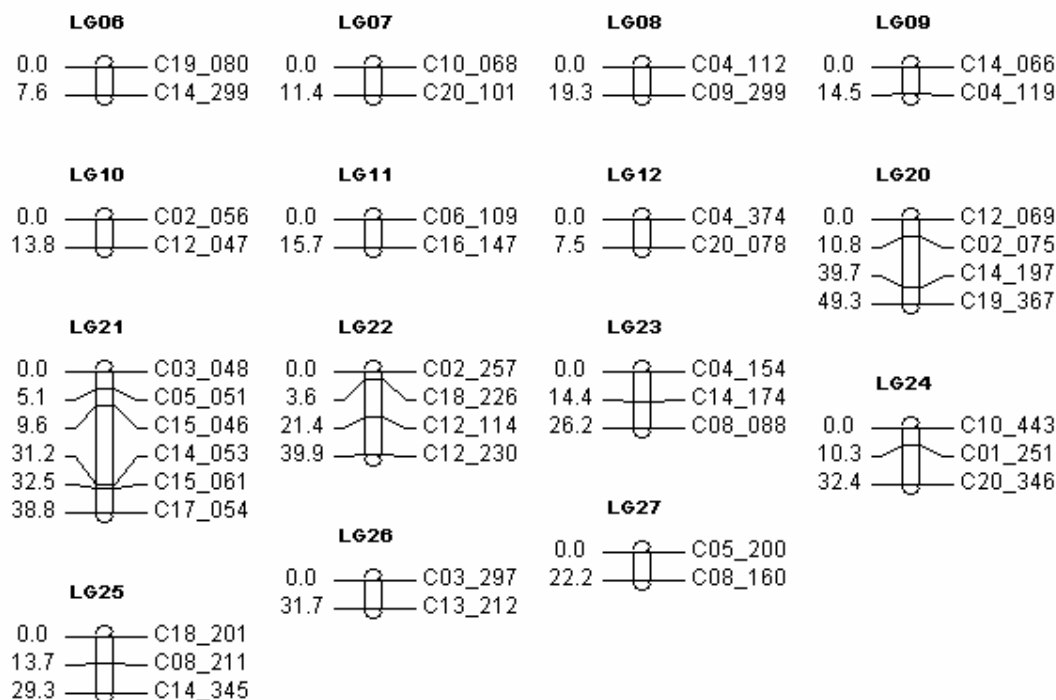 LG06
0.0 C19_080
7.6 C14_299
LG07
0.0 C10_068
11.4 C20_101
LG08
0.0 C04_112
19.3 C09_299
LG09
0.0 C14_066
14.5 C04_119
LG10
0.0 C02_056
13.8 C12_047
LG11
0.0 C06_109
15.7 C16_147
LG12
0.0 C04_374
7.5 C20_078
LG20
0.0 C12_069
10.8 C02_075
39.7 C14_197
49.3 C19_367
LG21
0.0 C03_048
5.1 C05_051
9.6 C15_046
31.2 C14_053
32.5 C15_061
38.8 C17_054
LG22
0.0 C02_257
3.6 C18_226
21.4 C12_114
39.9 C12_230
LG23
0.0 C04_154
14.4 C14_174
26.2 C08_088
LG24
0.0 C10_443
10.3 C01_251
32.4 C20_346
LG25
0.0 C18_201
13.7 C08_211
29.3 C14_345
LG26
0.0 C03_297
31.7 C13_212
LG27
0.0 C05_200
22.2 C08_160